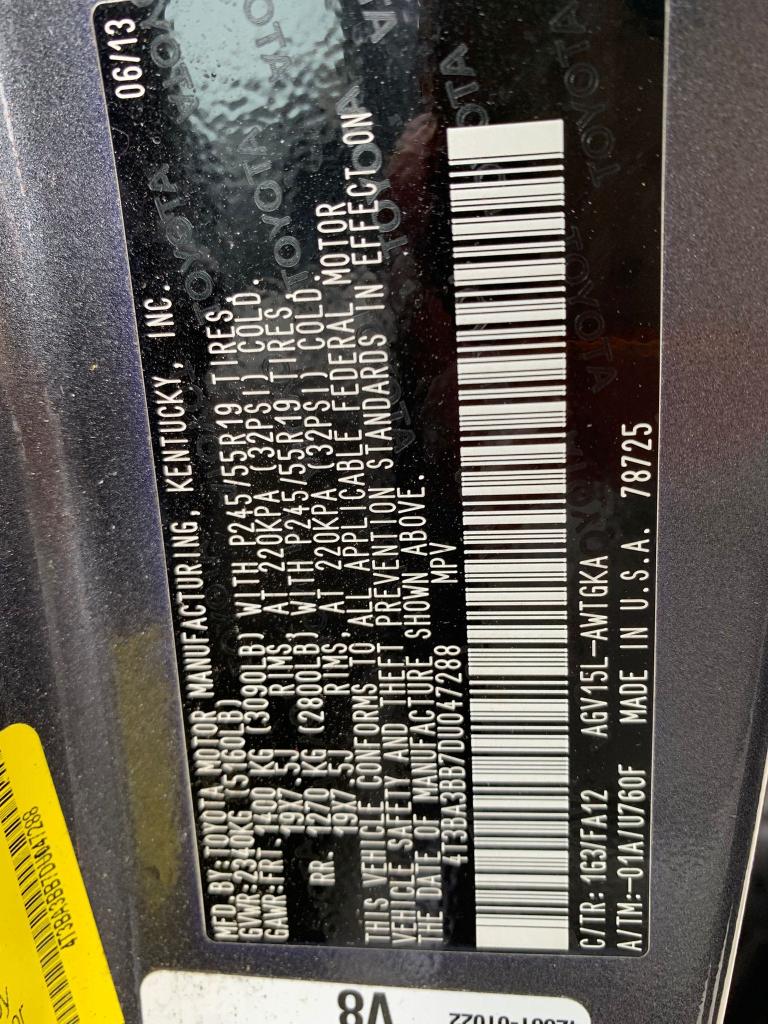 MFD.BY:TOYOTA MOTOR MANUFACTURING, KENTUCKY, INC. 06/13
GVWR:2340KG (5160LB)
GAWR:FRT. 1400 KG (3090LB) WITH P245/55R19 TIRES,
19X7.5J RIMS, AT 220KPA (32PSI) COLD.
RR. 1270 KG (2800LB) WITH P245/55R19 TIRES,
19X7.5J RIMS, AT 220KPA (32PSI) COLD.
THIS VEHICLE CONFORMS TO ALL APPLICABLE FEDERAL MOTOR
VEHICLE SAFETY AND THEFT PREVENTION STANDARDS IN EFFECT ON
THE DATE OF MANUFACTURE SHOWN ABOVE.
4T3BA3BB7DU047288 MPV
C/TR: 1G3/FA12 AGV15L-AWTGKA
A/TM:-01A/U760F MADE IN U.S.A. 78725
TOYOTA
4T3BA3BB7DU047288
V8